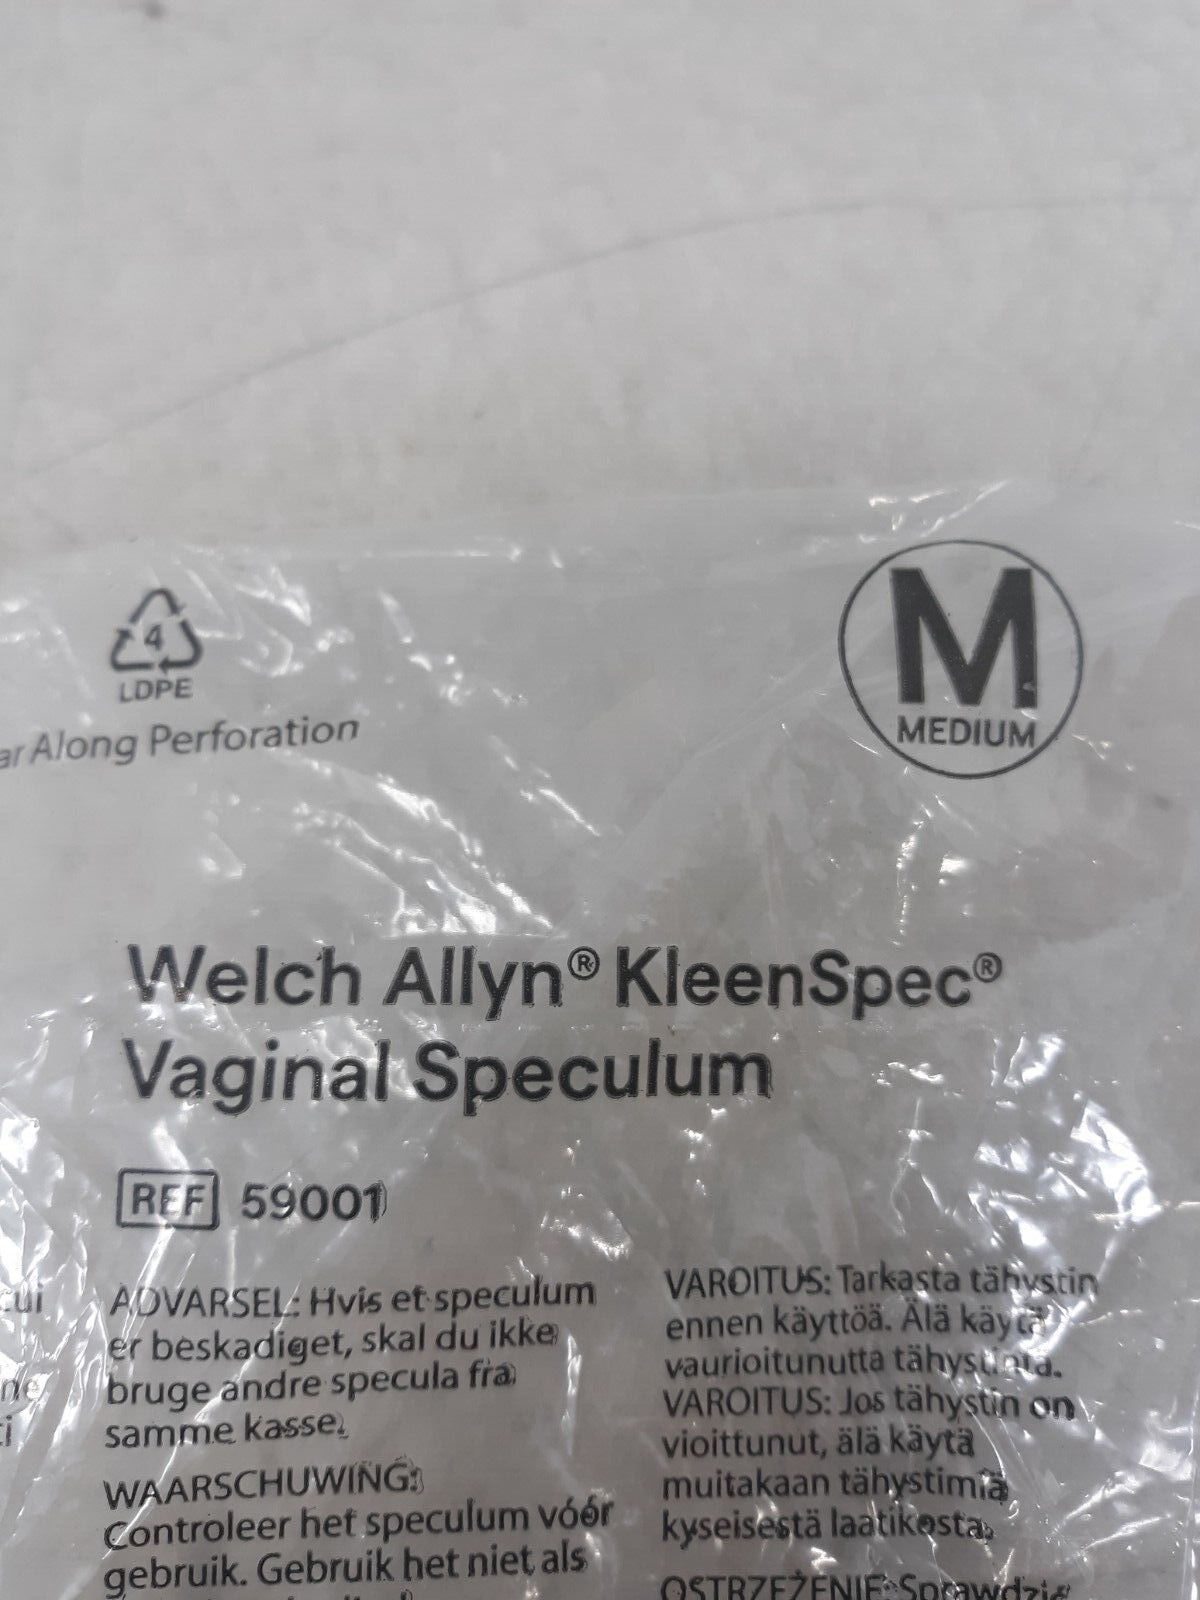 4
LDPE
Along Perforation
M
MEDIUM
Welch Allyn® KleenSpec®
Vaginal Speculum
REF 59001
ADVARSEL: Hvis et speculum
er beskadiget, skal du ikke
bruge andre specula fra
samme kasse.
WAARSCHUWING:
Controleer het speculum vóór
gebruik. Gebruik het niet als
VAROITUS: Tarkasta tähystin
ennen käyttöä. Älä käytä
vaurioitunutta tähystintä.
VAROITUS: Jos tähystin on
vioittunut, älä käytä
muitakaan tähystimiä
kyseisestä laatikosta.
OSTRZEŻENIE: Sprawdzić